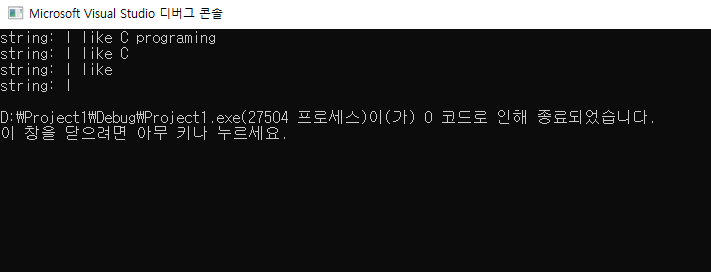 Microsoft Visual Studio 디버그 콘솔
string: I like C programing
string: I like C
string: I like
string: I
D:\Project1\Debug\Project1.exe(27504 프로세스)이(가) 0 코드로 인해 종료되었습니다.
이 창을 닫으려면 아무 키나 누르세요.